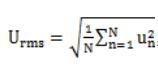 U_rms = √(1/N ∑_{n=1}^{N} u_n^2)